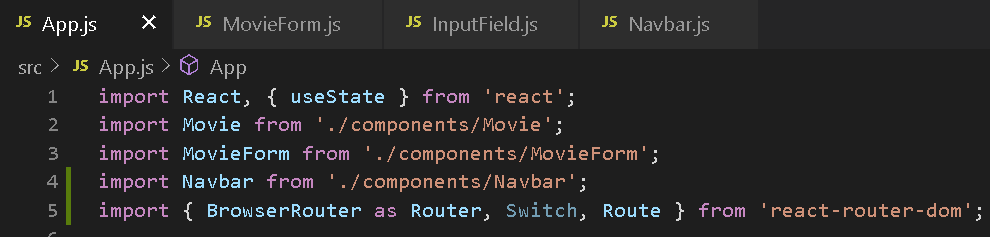 JS App.js × JS MovieForm.js JS InputField.js JS Navbar.js
src > JS App.js > App
1 import React, { useState } from 'react';
2 import Movie from './components/Movie';
3 import MovieForm from './components/MovieForm';
4 import Navbar from './components/Navbar';
5 import { BrowserRouter as Router, Switch, Route } from 'react-router-dom';